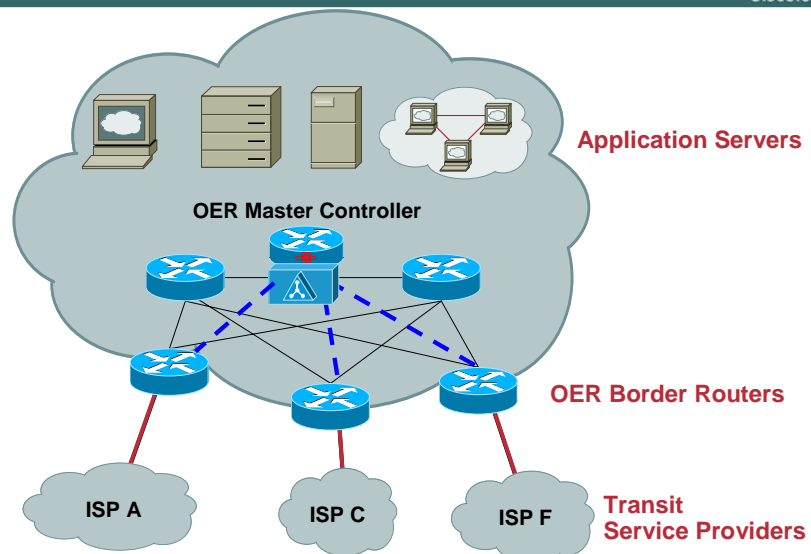 Application Servers
OER Master Controller
OER Border Routers
ISP A
ISP C
ISP F
Transit
Service Providers